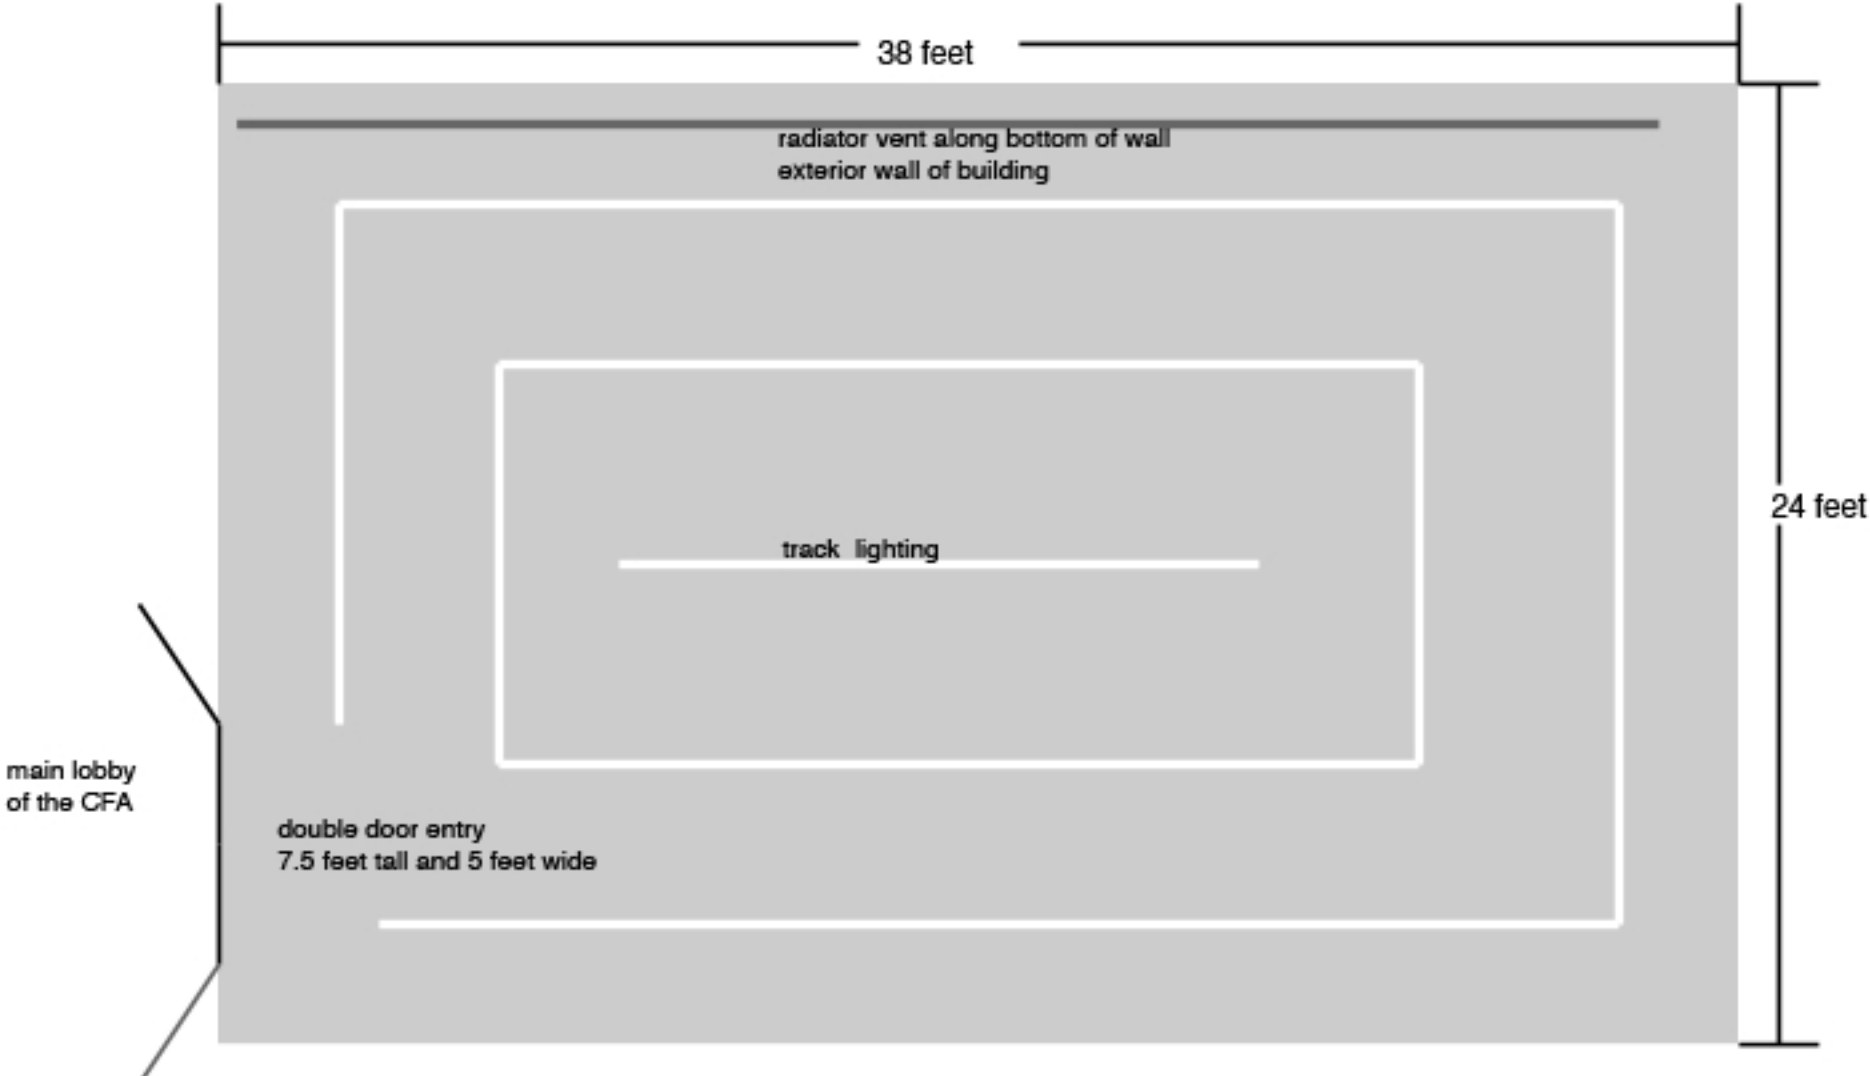 38 feet
radiator vent along bottom of wall
exterior wall of building
24 feet
track lighting
main lobby
of the CFA
double door entry
7.5 feet tall and 5 feet wide